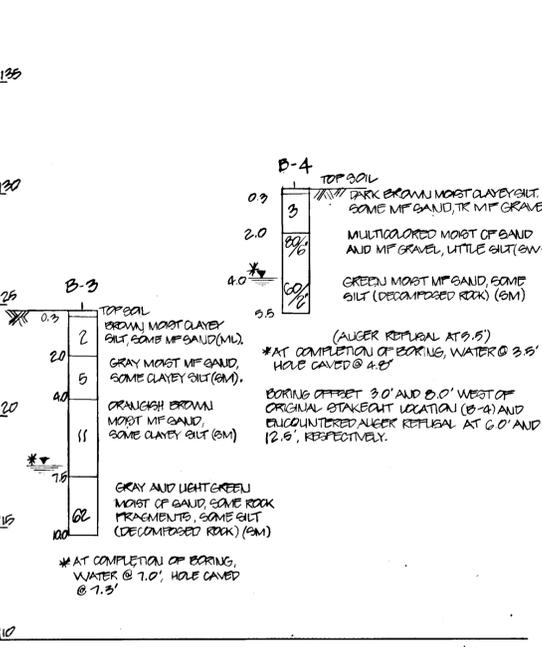 135
B-4
TOPSOIL
130
0.3
DARK BROWN MOIST CLAYEY SILT,
SOME MF SAND, TR MF GRAVE
3
2.0
MULTICOLORED MOIST CF SAND
AND MF GRAVEL, LITTLE SILT (SW-
80/6"
*
4.0
GREEN MOIST MF SAND, SOME
SILT (DECOMPOSED ROCK) (SM)
60/2"
5.5
(AUGER REFUSAL AT 5.5')
*AT COMPLETION OF BORING, WATER @ 3.5'
HOLE CAVED @ 4.8'
BORING OFFSET 3.0' AND 8.0' WEST OF
ORIGINAL STAKEOUT LOCATION (B-4) AND
ENCOUNTERED AUGER REFUSAL AT 6.0' AND
12.5', RESPECTIVELY.
B-3
25
0.3
TOPSOIL
BROWN MOIST CLAYEY
SILT, SOME MF SAND (ML).
2
2.0
GRAY MOIST MF SAND,
SOME CLAYEY SILT (SM).
5
4.0
20
ORANGISH BROWN
MOIST MF SAND,
SOME CLAYEY SILT (SM)
11
*
7.5
GRAY AND LIGHT GREEN
MOIST CF SAND, SOME ROCK
FRAGMENTS, SOME SILT
(DECOMPOSED ROCK) (SM)
62
15
10.0
*AT COMPLETION OF BORING,
WATER @ 7.0', HOLE CAVED
@ 7.3'
10